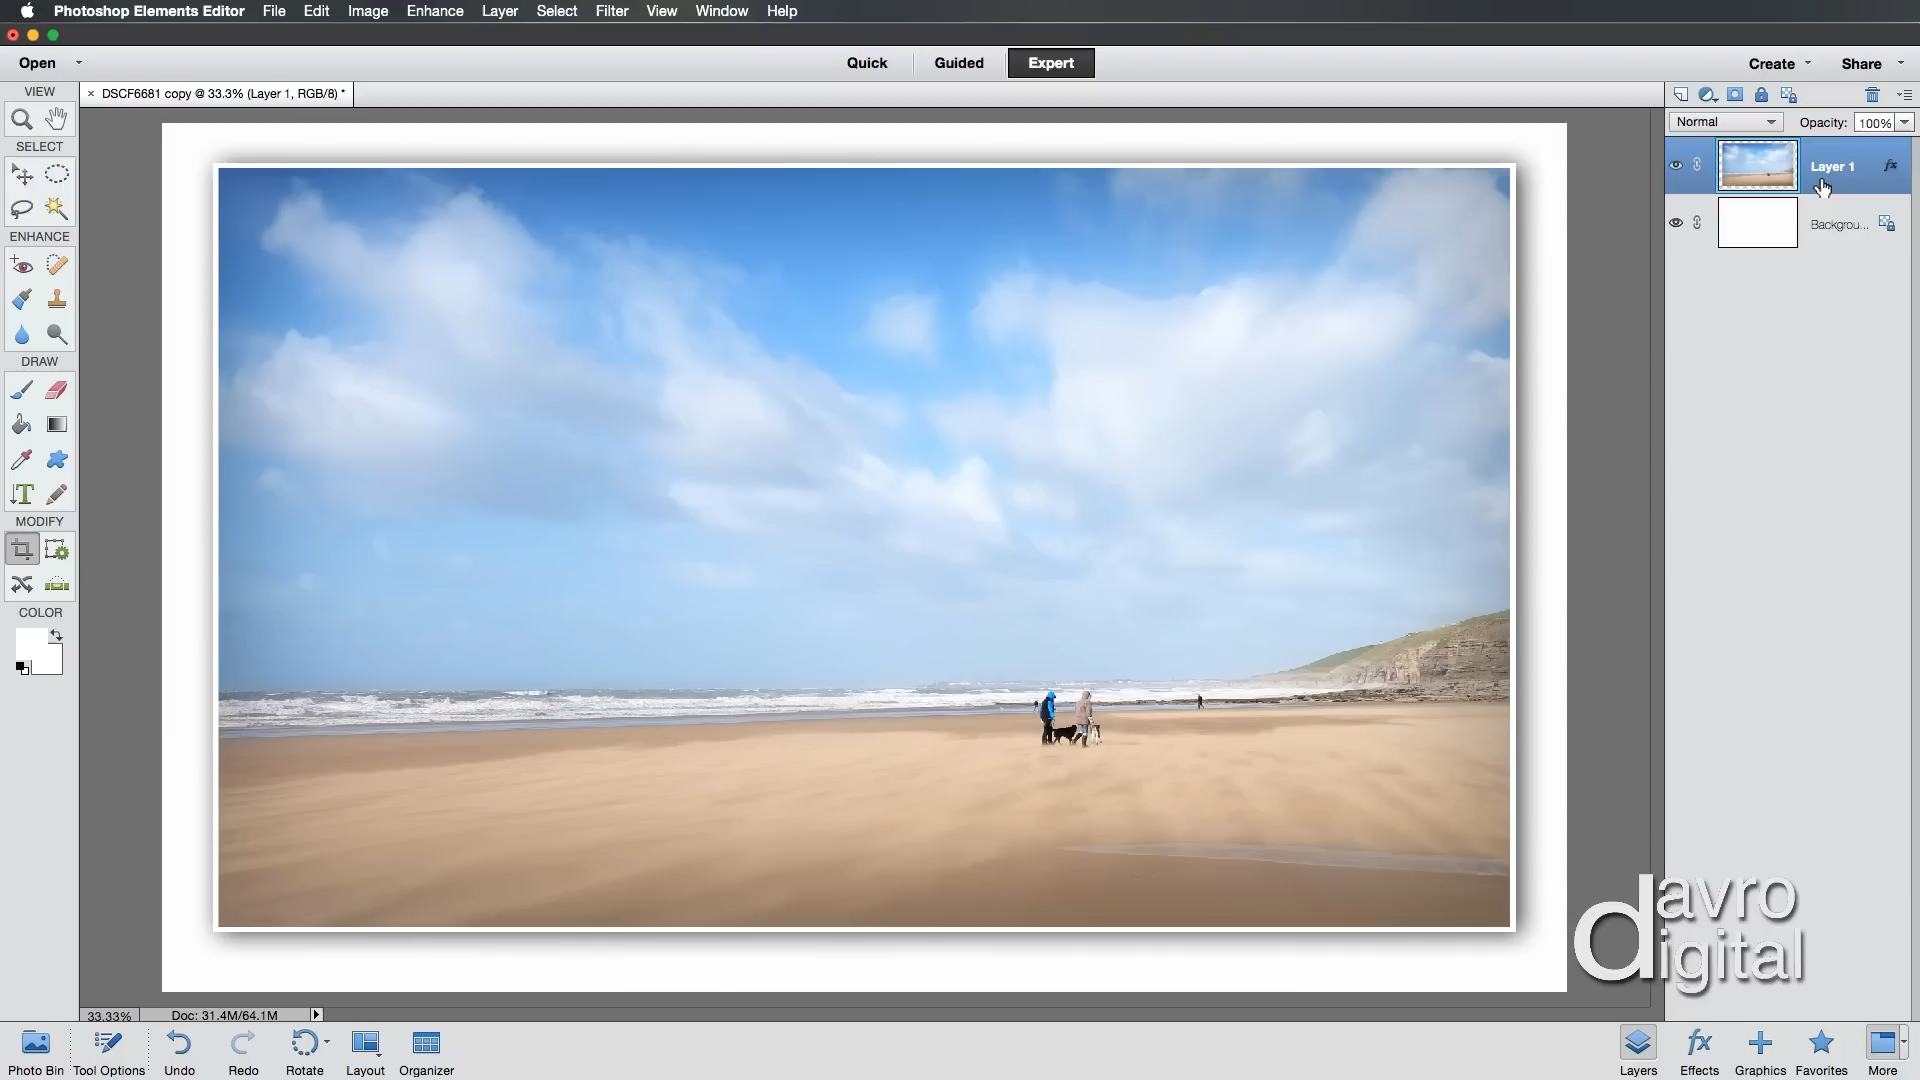 Photoshop Elements Editor File Edit Image Enhance Layer Select Filter View Window Help
Open Quick Guided Expert Create Share
VIEW
× DSCF6681 copy @ 33.3% (Layer 1, RGB/8) *
Normal Opacity: 100%
SELECT
Layer 1 fx
Backgrou...
ENHANCE
DRAW
T
MODIFY
COLOR
davro
digital
33.33% Doc: 31.4M/64.1M
fx
Photo Bin Tool Options Undo Redo Rotate Layout Organizer Layers Effects Graphics Favorites More